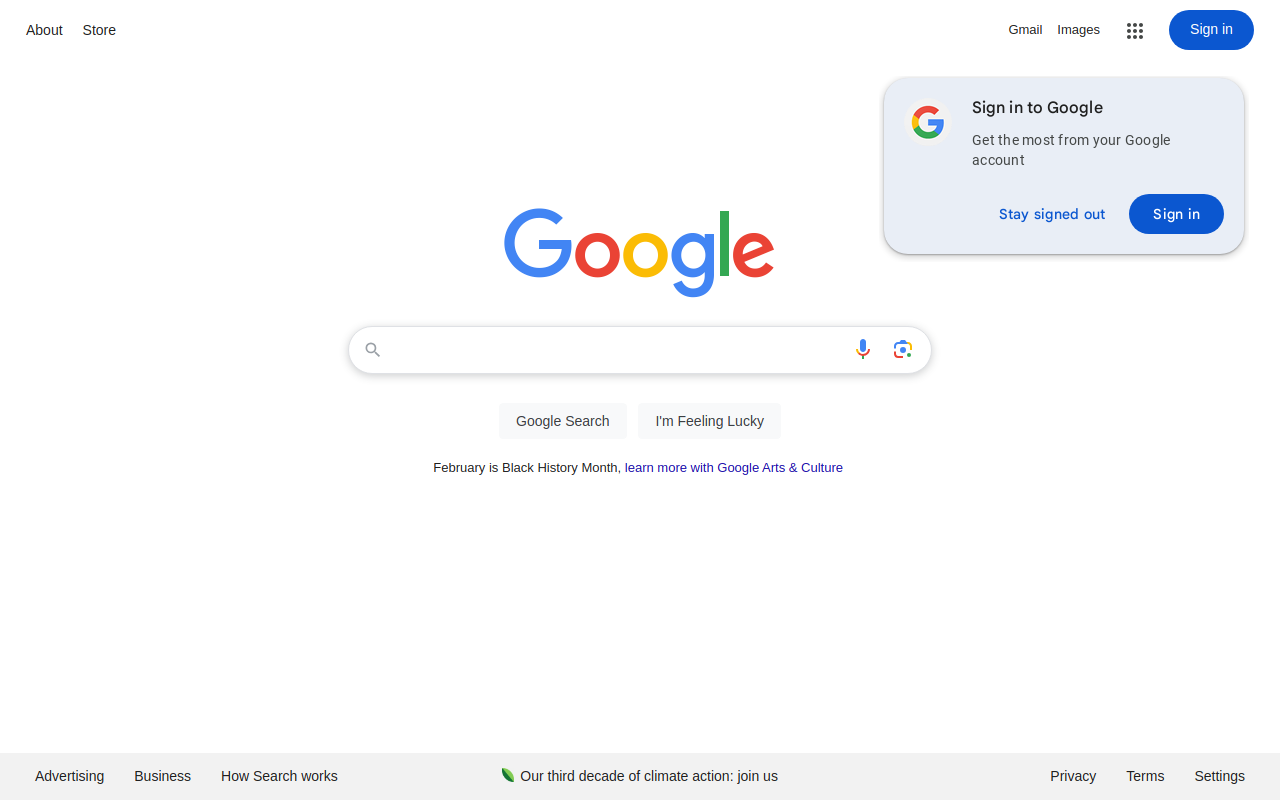 About Store
Gmail Images
Sign in
Sign in to Google
Get the most from your Google
account
Stay signed out
Sign in
Google
Google Search
I'm Feeling Lucky
February is Black History Month, learn more with Google Arts & Culture
Advertising Business How Search works
Our third decade of climate action: join us
Privacy Terms Settings